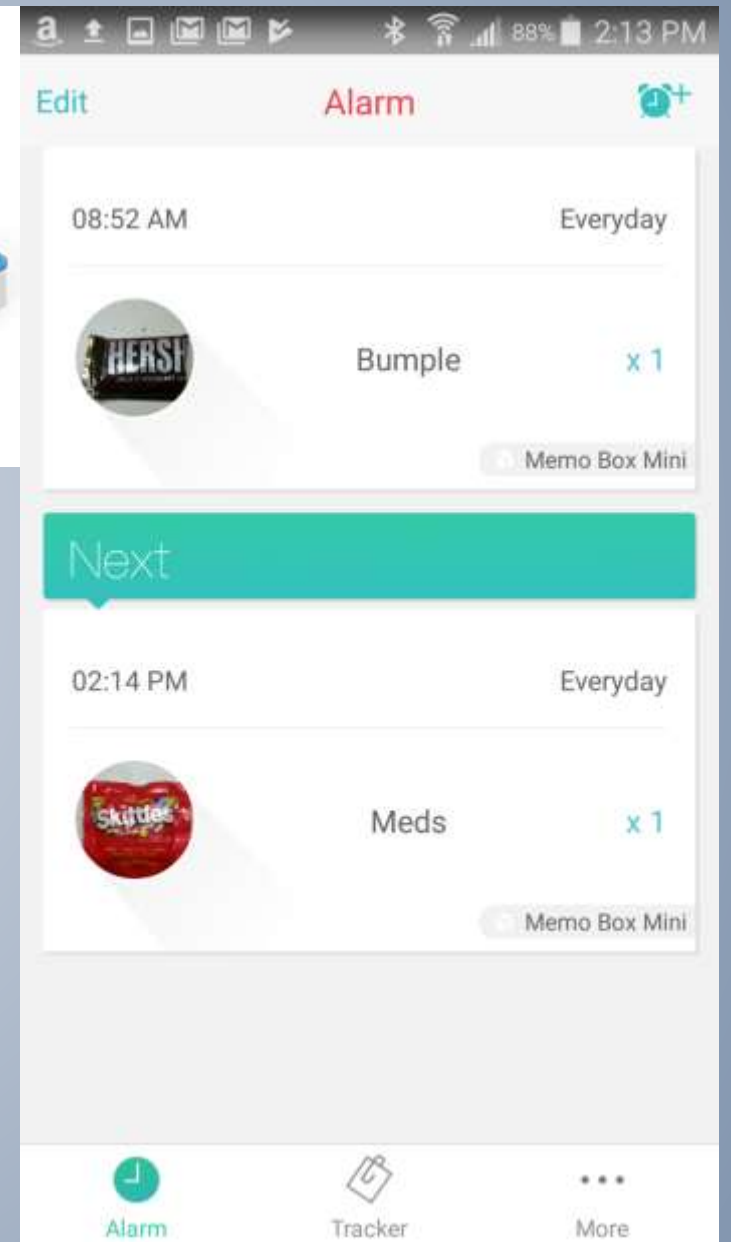 a 88% 2:13 PM
Edit Alarm
08:52 AM Everyday
HERSH
Bumple x 1
Memo Box Mini
Next
02:14 PM Everyday
Skittles
Meds x 1
Memo Box Mini
Alarm Tracker More